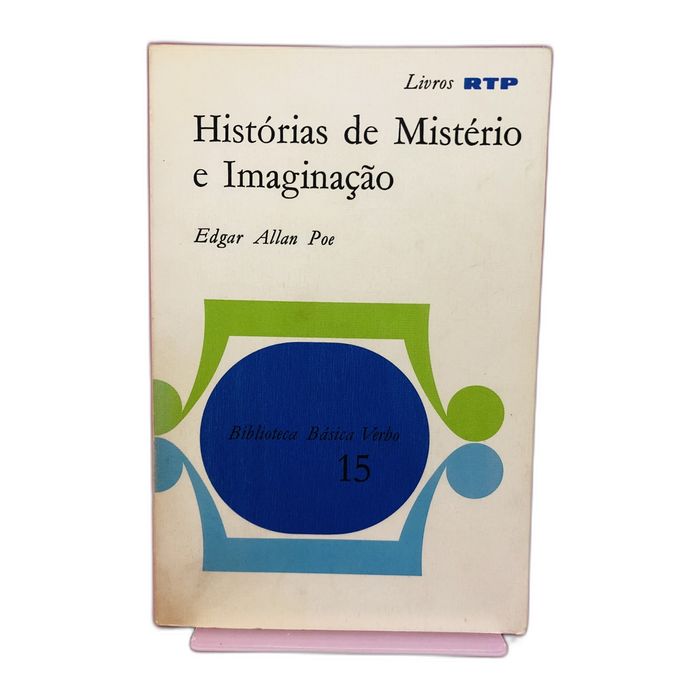 Livros RTP
Histórias de Mistério
e Imaginação
Edgar Allan Poe
Biblioteca Básica Verbo
15